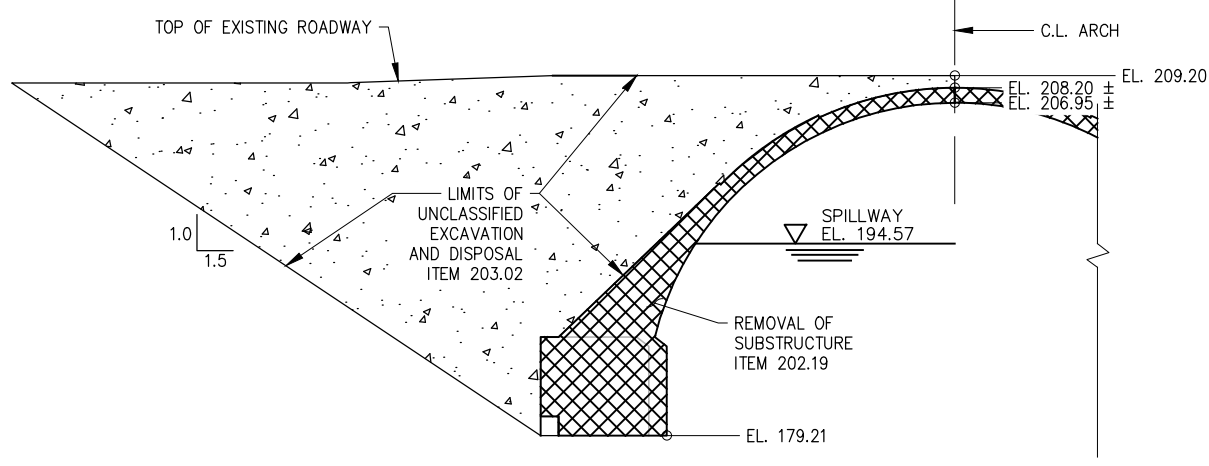 TOP OF EXISTING ROADWAY
C.L. ARCH
EL. 209.20
EL. 208.20 ±
EL. 206.95 ±
LIMITS OF
UNCLASSIFIED
EXCAVATION
AND DISPOSAL
ITEM 203.02
SPILLWAY
EL. 194.57
1.0
1.5
REMOVAL OF
SUBSTRUCTURE
ITEM 202.19
EL. 179.21